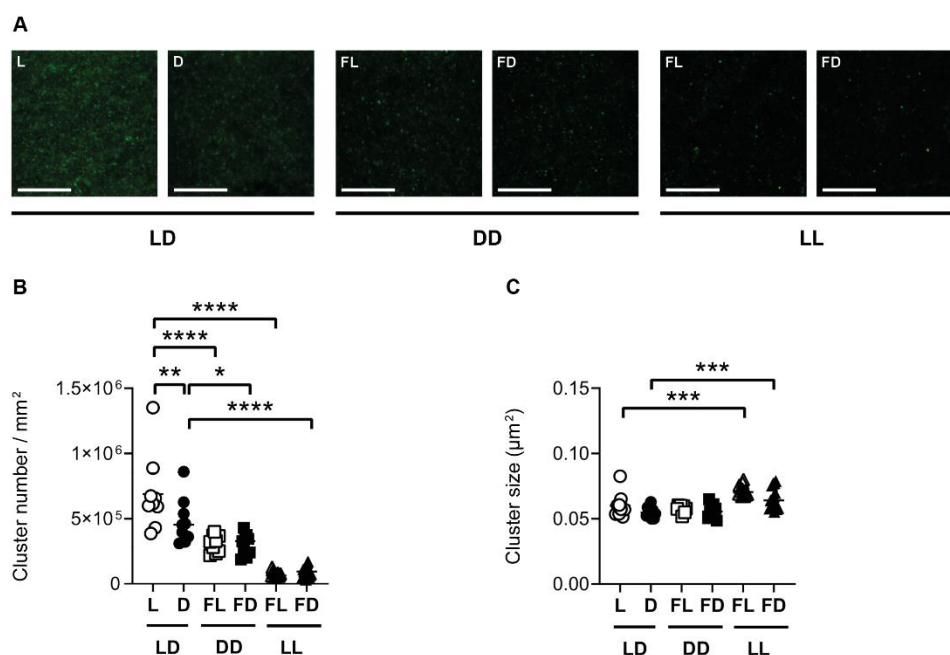 A
L D FL FD FL FD
LD DD LL
B
****
****
** *
****
1.5×10⁶
1×10⁶
5×10⁵
0
Cluster number / mm²
L D FL FD FL FD
LD DD LL
C
***
***
0.15
0.10
0.05
0.00
Cluster size (µm²)
L D FL FD FL FD
LD DD LL